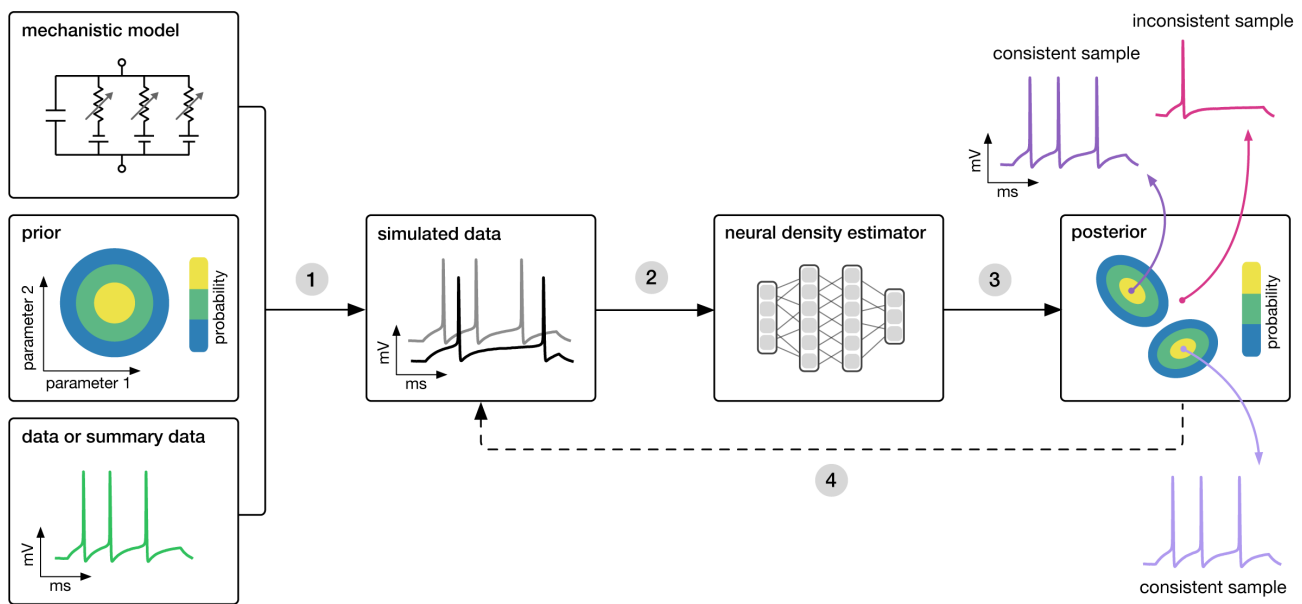 mechanistic model
prior
parameter 2
parameter 1
probability
data or summary data
mV
ms
1
simulated data
mV
ms
2
neural density estimator
3
posterior
probability
4
consistent sample
mV
ms
inconsistent sample
consistent sample